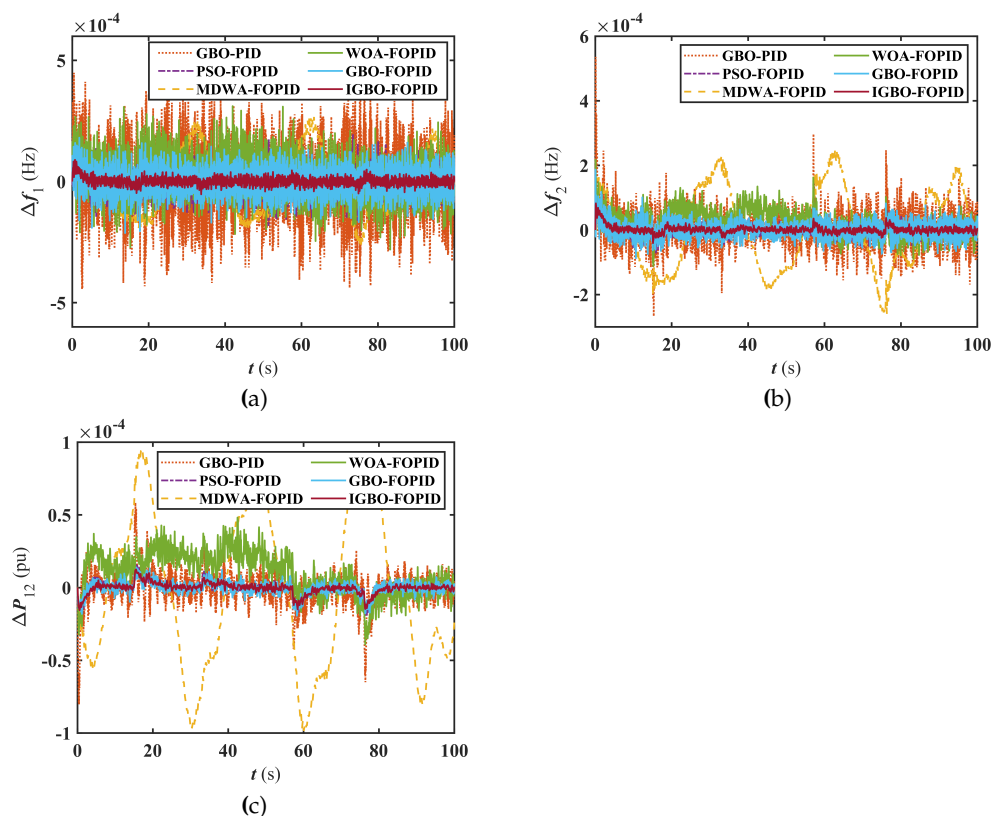 ×10⁻⁴
5
0
-5
Δf₁ (Hz)
GBO-PID
PSO-FOPID
MDWA-FOPID
WOA-FOPID
GBO-FOPID
IGBO-FOPID
0 20 40 60 80 100
t (s)
(a)
×10⁻⁴
6
4
2
0
-2
Δf₂ (Hz)
GBO-PID
PSO-FOPID
MDWA-FOPID
WOA-FOPID
GBO-FOPID
IGBO-FOPID
0 20 40 60 80 100
t (s)
(b)
×10⁻⁴
1
0.5
0
-0.5
-1
ΔP₁₂ (pu)
GBO-PID
PSO-FOPID
MDWA-FOPID
WOA-FOPID
GBO-FOPID
IGBO-FOPID
0 20 40 60 80 100
t (s)
(c)